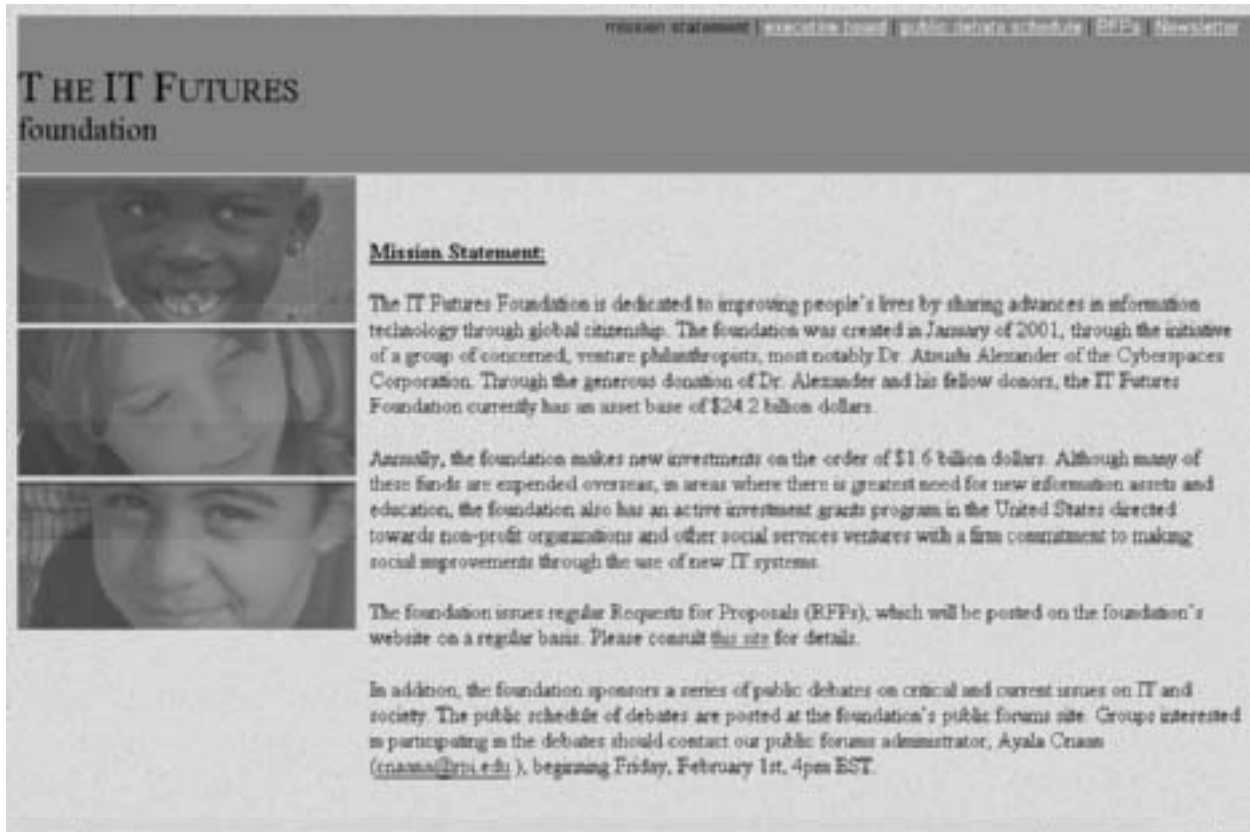 mission statement | executive board | public debate schedule | RFPs | Newsletter
T HE IT FUTURES
foundation
Mission Statement:
The IT Futures Foundation is dedicated to improving people's lives by sharing advances in information
technology through global citizenship. The foundation was created in January of 2001, through the initiative
of a group of concerned, venture philanthropists, most notably Dr. Atsushi Alexander of the Cyberspaces
Corporation. Through the generous donation of Dr. Alexander and his fellow donors, the IT Futures
Foundation currently has an asset base of $24.2 billion dollars.
Annually, the foundation makes new investments on the order of $1.6 billion dollars. Although many of
these funds are expended overseas, in areas where there is greatest need for new information assets and
education, the foundation also has an active investment grants program in the United States directed
towards non-profit organizations and other social services ventures with a firm commitment to making
social improvements through the use of new IT systems.
The foundation issues regular Requests for Proposals (RFPs), which will be posted on the foundation's
website on a regular basis. Please consult this site for details.
In addition, the foundation sponsors a series of public debates on critical and current issues on IT and
society. The public schedule of debates are posted at the foundation's public forums site. Groups interested
in participating in the debates should contact our public forums administrator, Ayala Cnaan
(cnaana@rpi.edu ), beginning Friday, February 1st, 4pm EST.